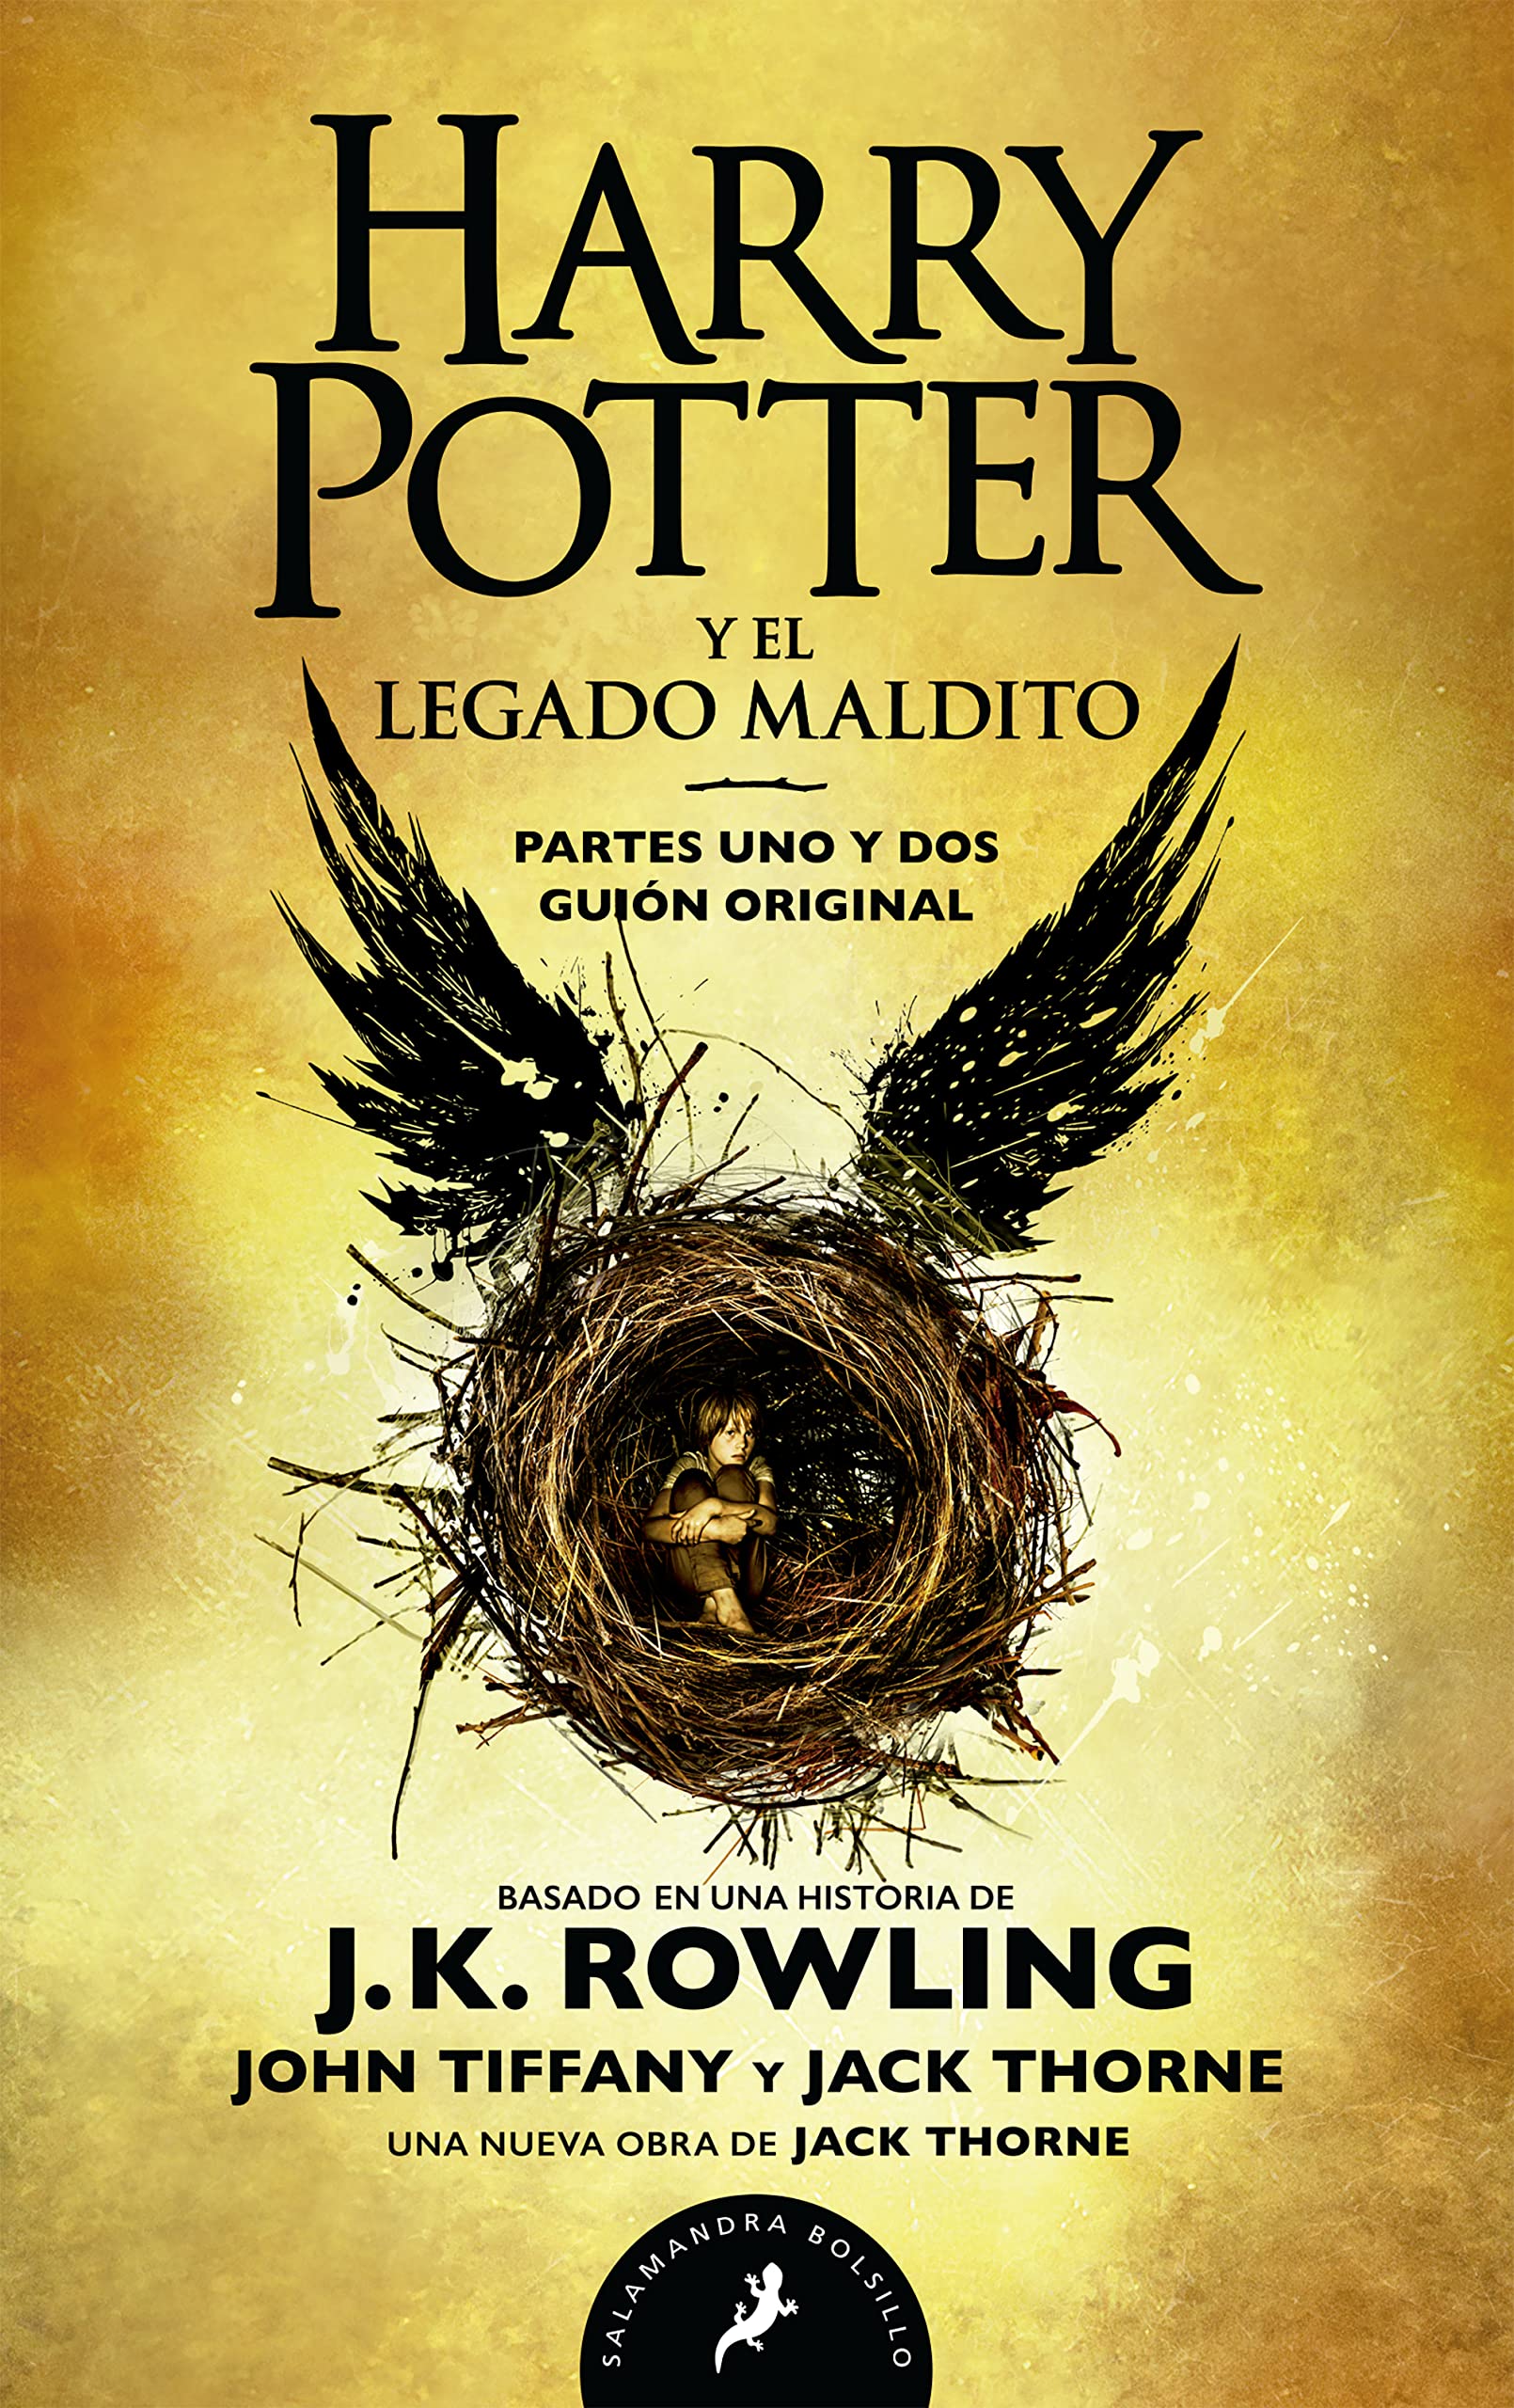 HARRY
POTTER
Y EL
LEGADO MALDITO
PARTES UNO Y DOS
GUIÓN ORIGINAL
BASADO EN UNA HISTORIA DE
J.K. ROWLING
JOHN TIFFANY Y JACK THORNE
UNA NUEVA OBRA DE JACK THORNE
SALAMANDRA BOLSILLO